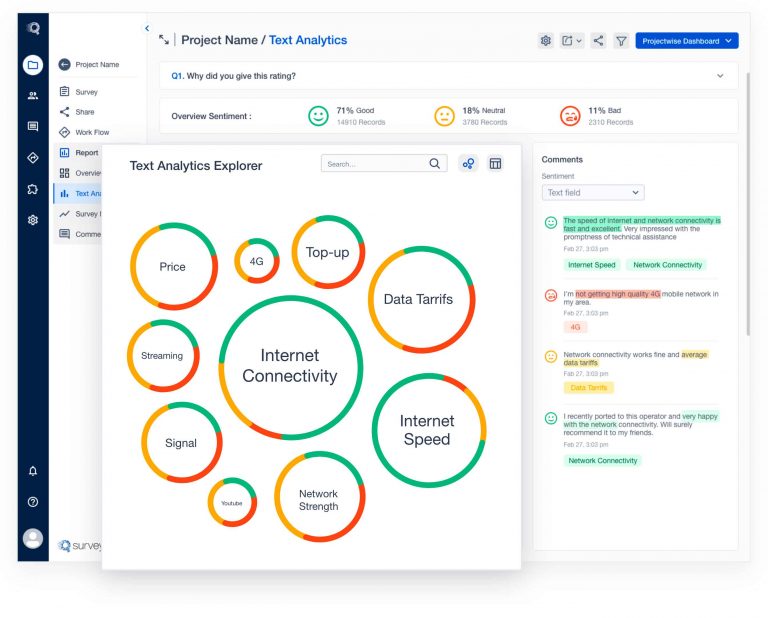 Project Name / Text Analytics
Projectwise Dashboard
Project Name
Survey
Share
Work Flow
Report
Overview
Text Ana
Survey
Comme
survey
Q1. Why did you give this rating?
Overview Sentiment :
71% Good
14910 Records
18% Neutral
3780 Records
11% Bad
2310 Records
Text Analytics Explorer
Search...
Price
4G
Top-up
Data Tarrifs
Streaming
Internet
Connectivity
Signal
Internet
Speed
Youtube
Network
Strength
Comments
Sentiment
Text field
The speed of internet and network connectivity is
fast and excellent. Very impressed with the
promptness of technical assistance
Feb 27, 3:03 pm
Internet Speed
Network Connectivity
I'm not getting high quality 4G mobile network in
my area.
Feb 27, 3:03 pm
4G
Network connectivity works fine and average
data tariffs
Feb 27, 3:03 pm
Data Tarrifs
I recently ported to this operator and very happy
with the network connectivity. Will surely
recommend it to my friends.
Feb 27, 3:03 pm
Network Connectivity